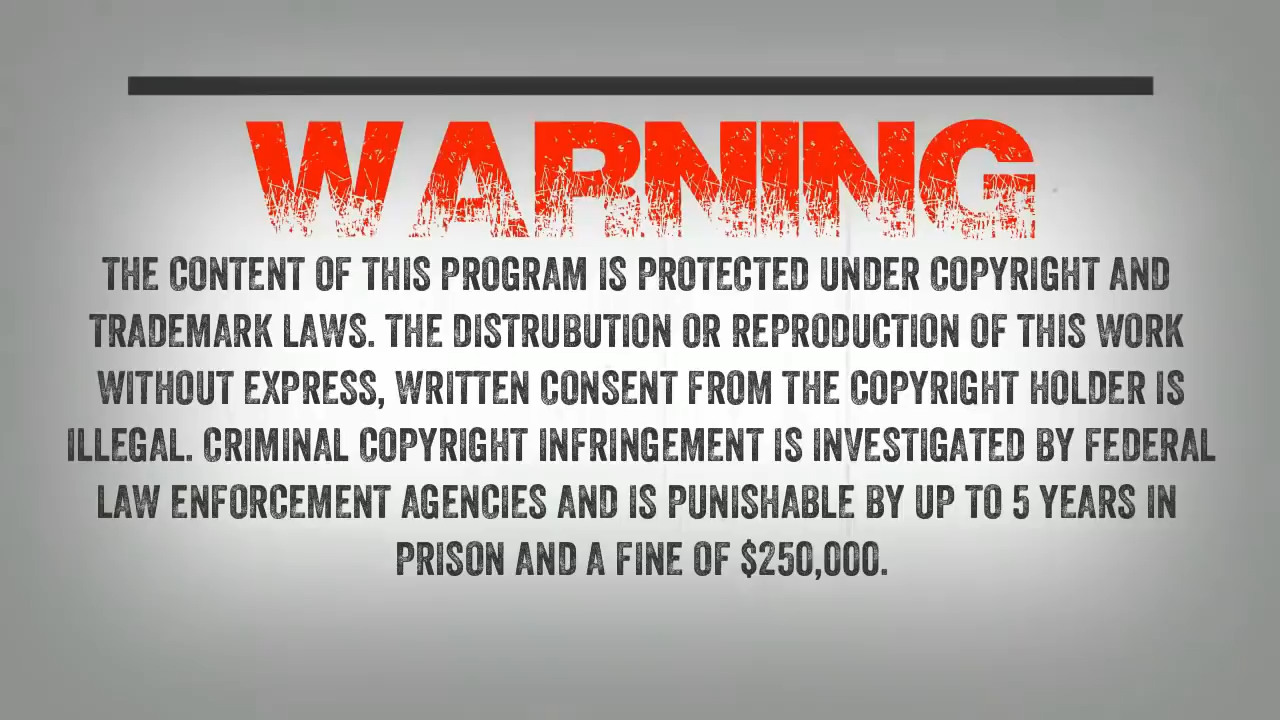 WARNING
THE CONTENT OF THIS PROGRAM IS PROTECTED UNDER COPYRIGHT AND
TRADEMARK LAWS. THE DISTRUBUTION OR REPRODUCTION OF THIS WORK
WITHOUT EXPRESS, WRITTEN CONSENT FROM THE COPYRIGHT HOLDER IS
ILLEGAL. CRIMINAL COPYRIGHT INFRINGEMENT IS INVESTIGATED BY FEDERAL
LAW ENFORCEMENT AGENCIES AND IS PUNISHABLE BY UP TO 5 YEARS IN
PRISON AND A FINE OF $250,000.